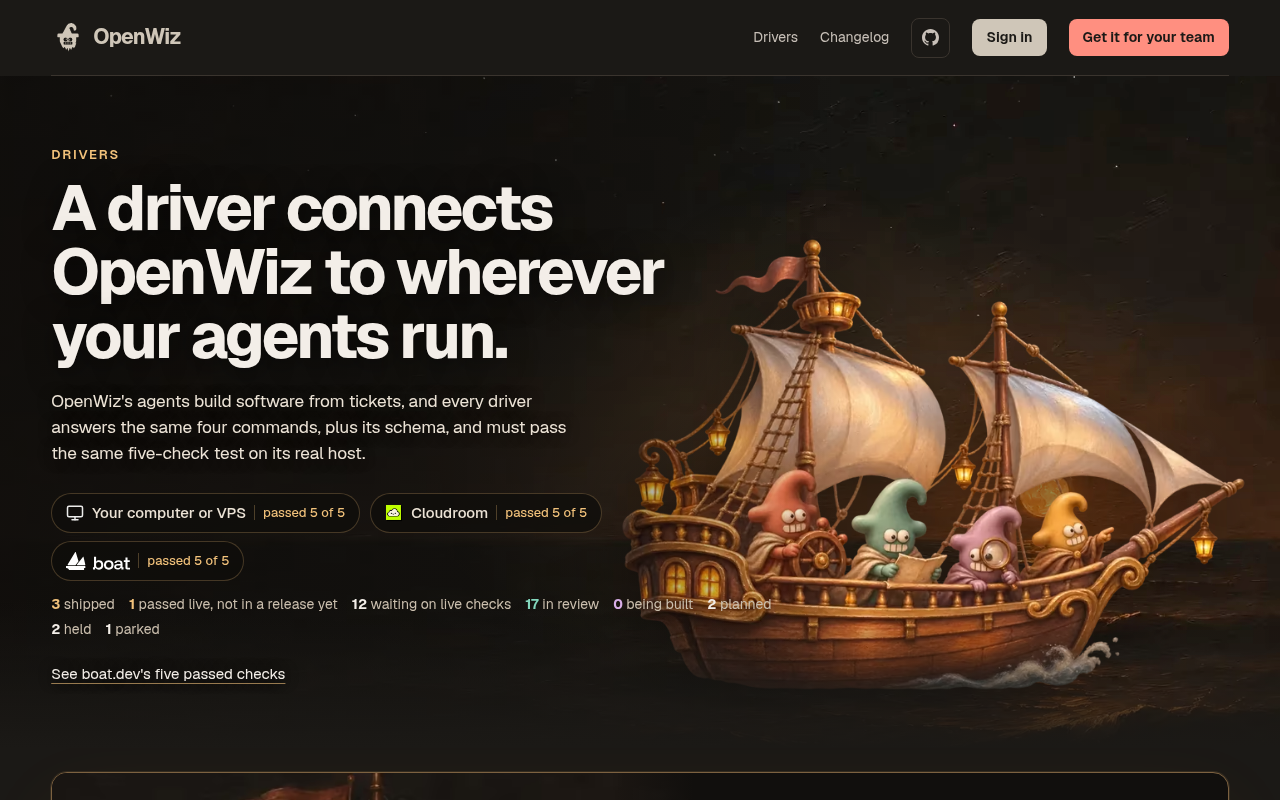 OpenWiz
Drivers
Changelog
Sign in
Get it for your team
DRIVERS
A driver connects
OpenWiz to wherever
your agents run.
OpenWiz's agents build software from tickets, and every driver
answers the same four commands, plus its schema, and must pass
the same five-check test on its real host.
Your computer or VPS passed 5 of 5
Cloudroom passed 5 of 5
boat passed 5 of 5
3 shipped 1 passed live, not in a release yet 12 waiting on live checks 17 in review 0 being built 2 planned
2 held 1 parked
See boat.dev's five passed checks